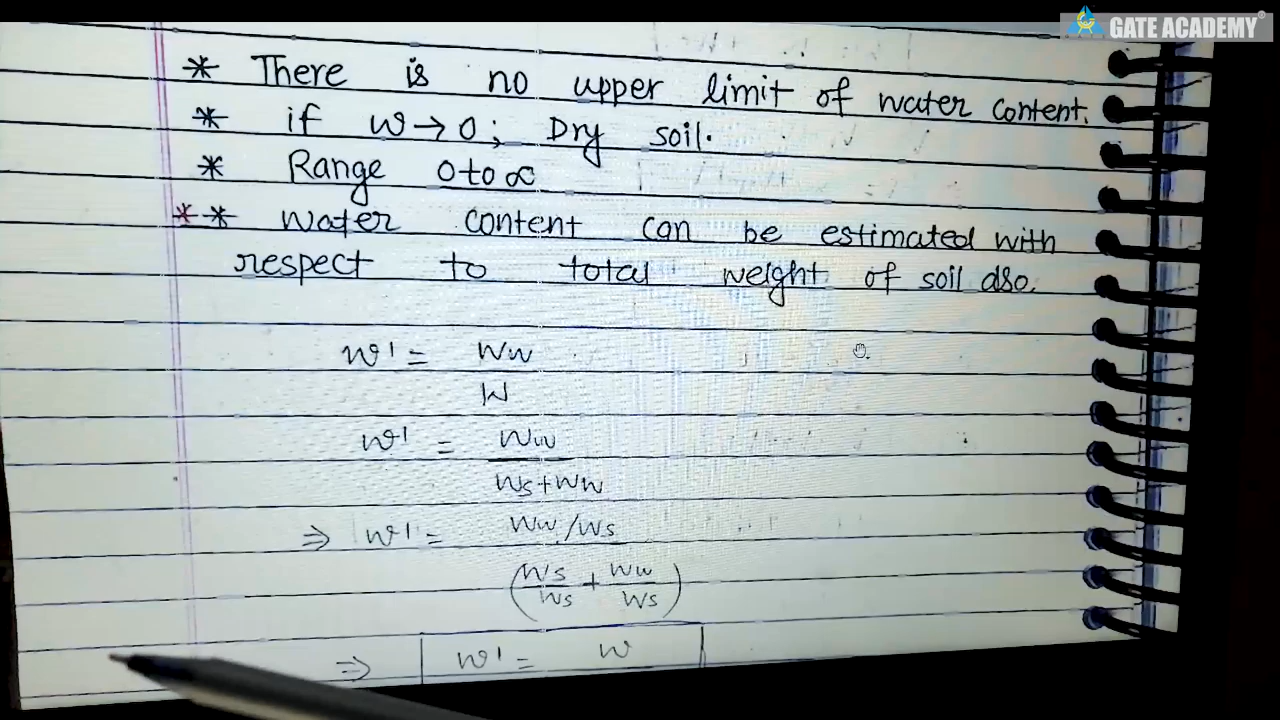 GATE ACADEMY
* There is no upper limit of water content.
* if w→0; Dry soil.
* Range 0 to ∝
** water content can be estimated with
respect to total weight of soil also.
w' = Ww
W
w' = Ww
Ws+Ww
⇒ w' = Ww/Ws
(Ws/Ws + Ww/Ws)
⇒ w' = w